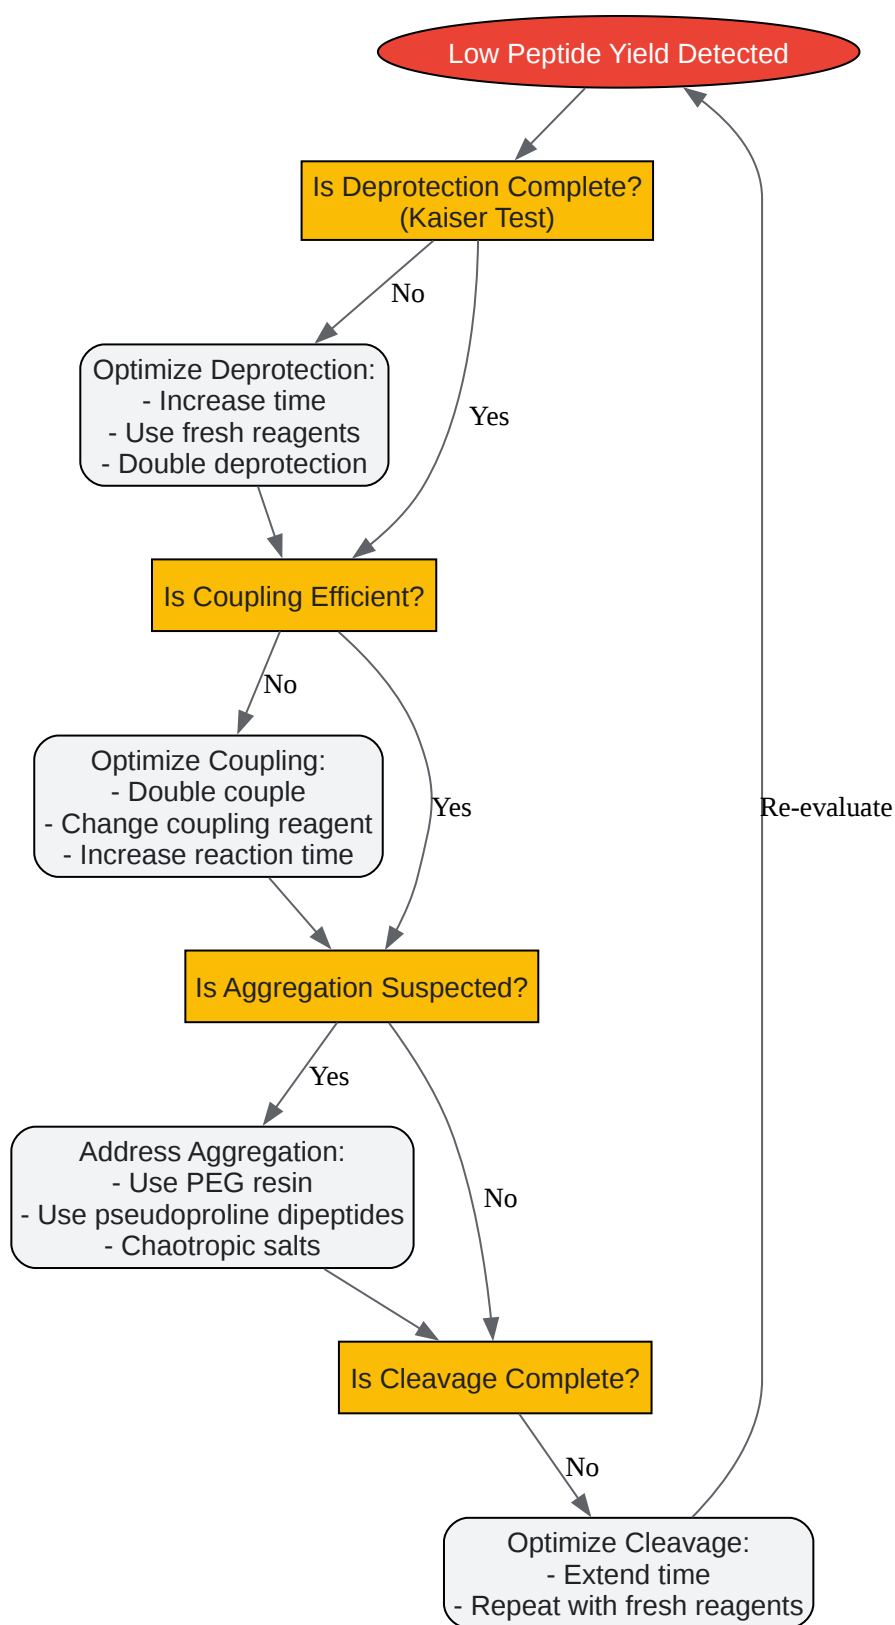 Low Peptide Yield Detected
Is Deprotection Complete?
(Kaiser Test)
No
Optimize Deprotection:
- Increase time
- Use fresh reagents
- Double deprotection
Yes
Is Coupling Efficient?
No
Optimize Coupling:
- Double couple
- Change coupling reagent
- Increase reaction time
Yes
Re-evaluate
Is Aggregation Suspected?
Yes
Address Aggregation:
- Use PEG resin
- Use pseudoproline dipeptides
- Chaotropic salts
No
Is Cleavage Complete?
No
Optimize Cleavage:
- Extend time
- Repeat with fresh reagents